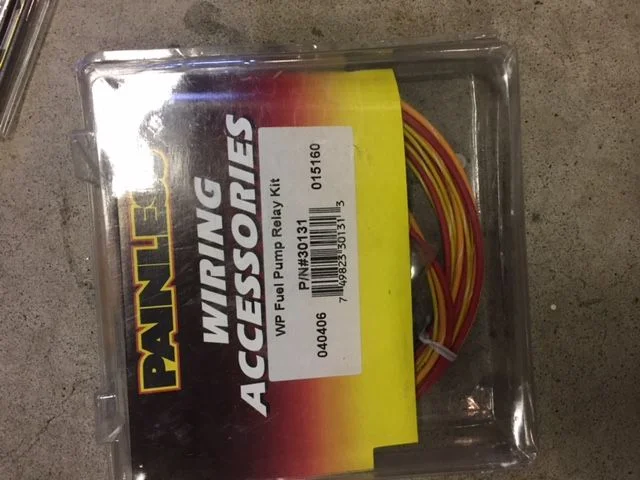 PAINLESS
WIRING
ACCESSORIES
WP Fuel Pump Relay Kit
P/N#30131
7 49823 30131 3
040406
015160